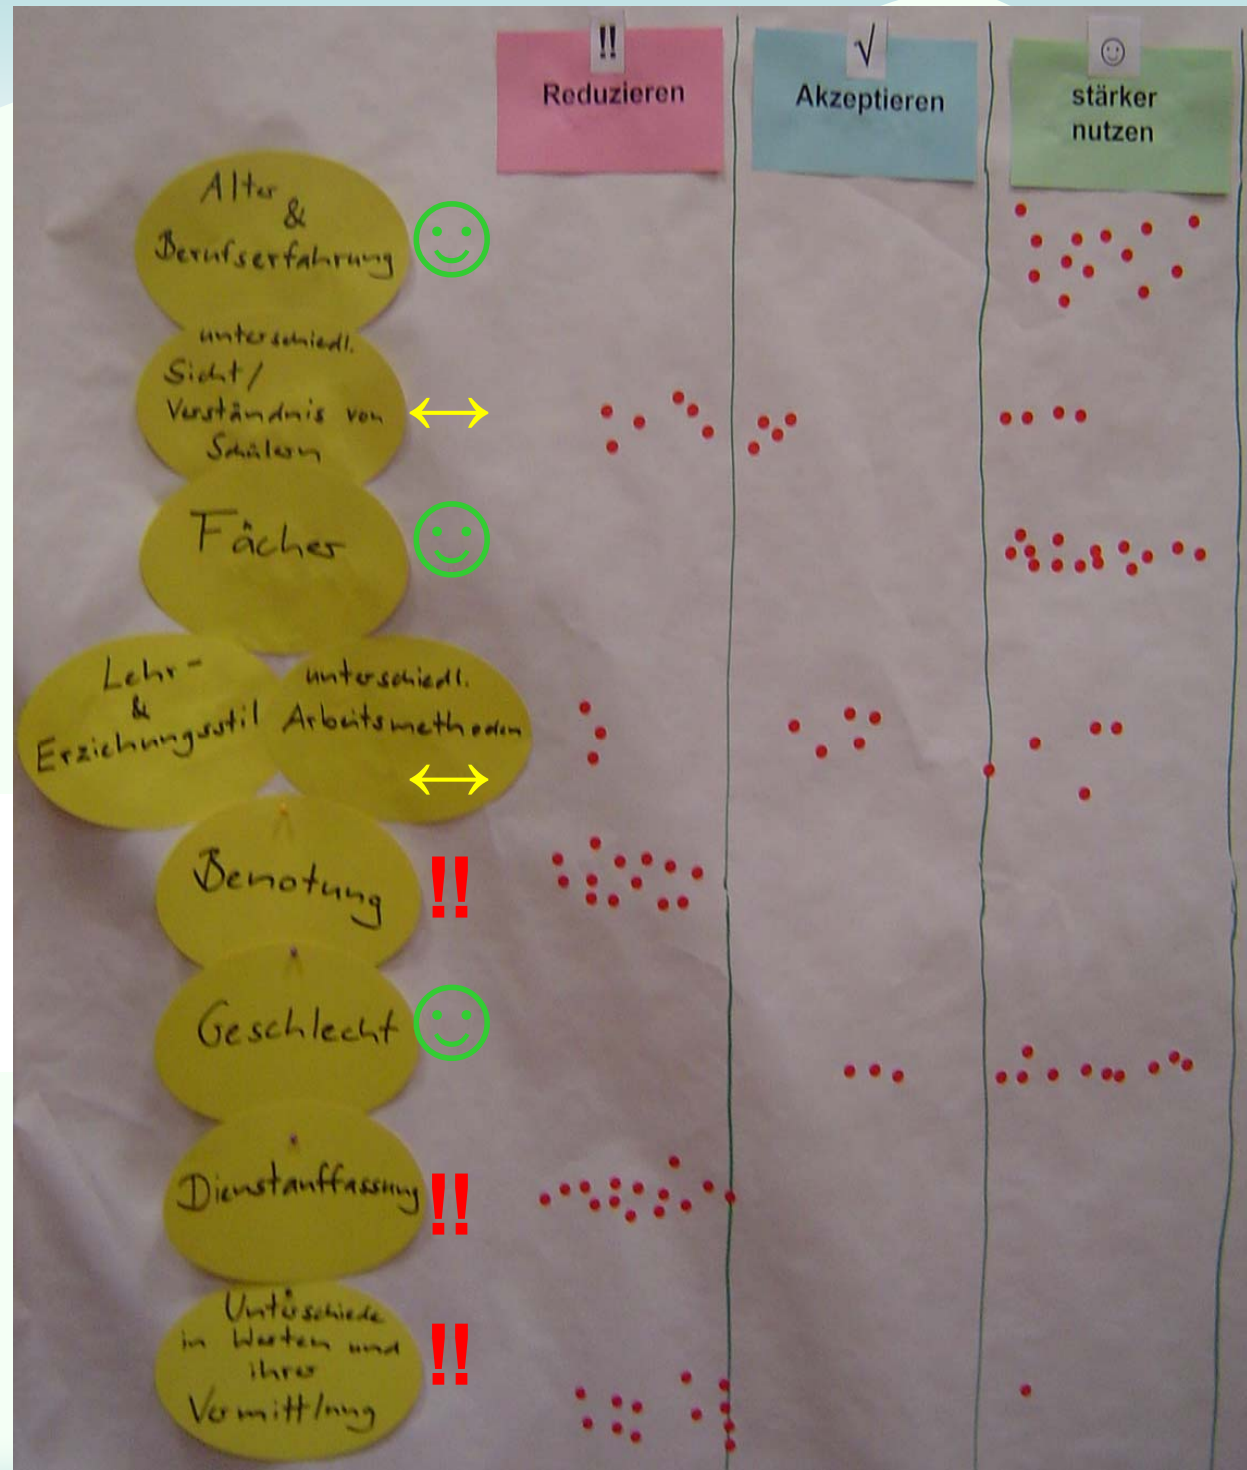 !!
Reduzieren
√
Akzeptieren
☺
stärker
nutzen
Alter
&
Berufserfahrung
unterschiedl.
Sicht/
Verständnis von
Schülern
Fächer
Lehr-
&
Erziehungsstil
unterschiedl.
Arbeitsmethoden
Benotung
!!
Geschlecht
Dienstauffassung
!!
Unterschiede
in Werten und
ihrer
Vermittlung
!!